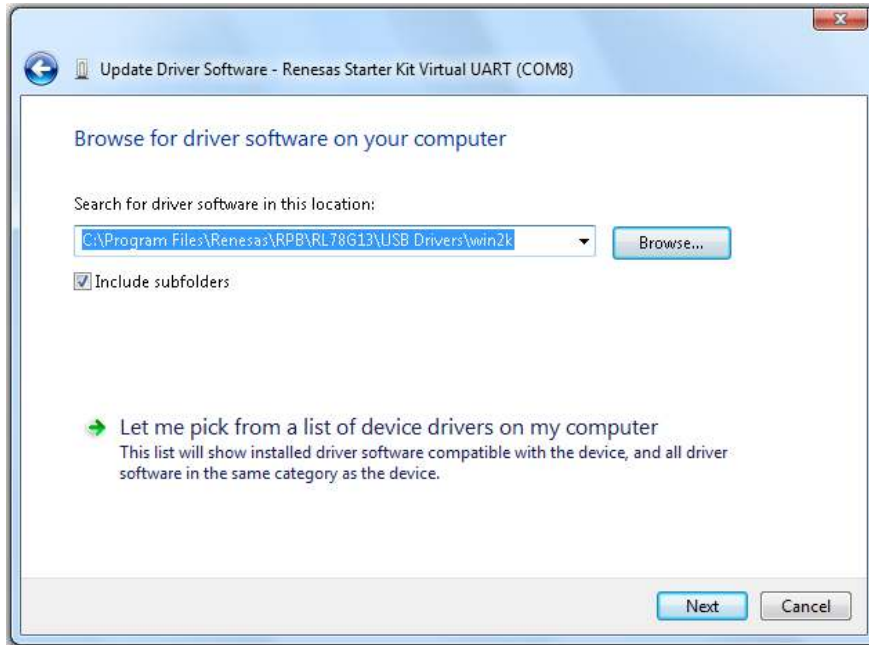 Update Driver Software - Renesas Starter Kit Virtual UART (COM8)
Browse for driver software on your computer
Search for driver software in this location:
C:\Program Files\Renesas\RPB\RL78G13\USB Drivers\win2k
Browse...
Include subfolders
Let me pick from a list of device drivers on my computer
This list will show installed driver software compatible with the device, and all driver
software in the same category as the device.
Next
Cancel